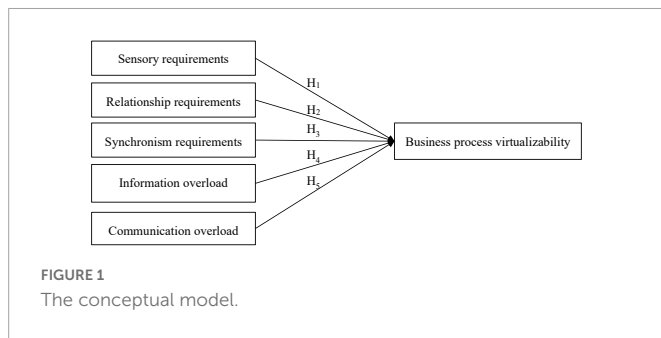 Sensory requirements
H₁
Relationship requirements
H₂
Synchronism requirements
H₃
Business process virtualizability
H₄
Information overload
H₅
Communication overload
FIGURE 1
The conceptual model.